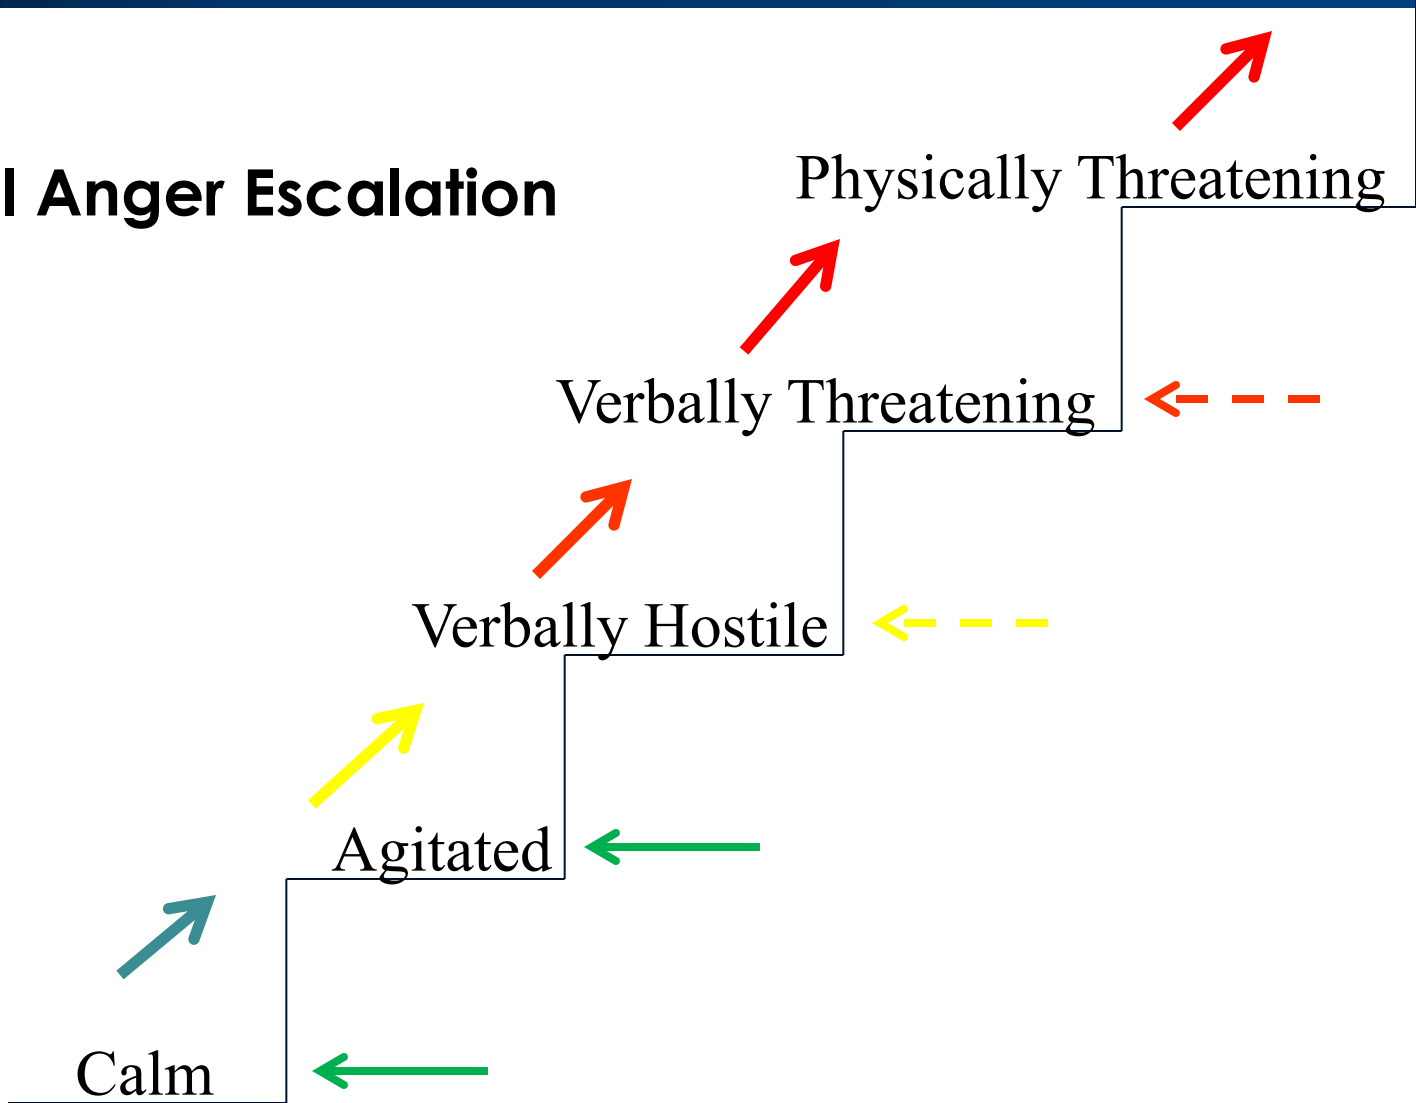 l Anger Escalation
Physically Threatening
Verbally Threatening
Verbally Hostile
Agitated
Calm